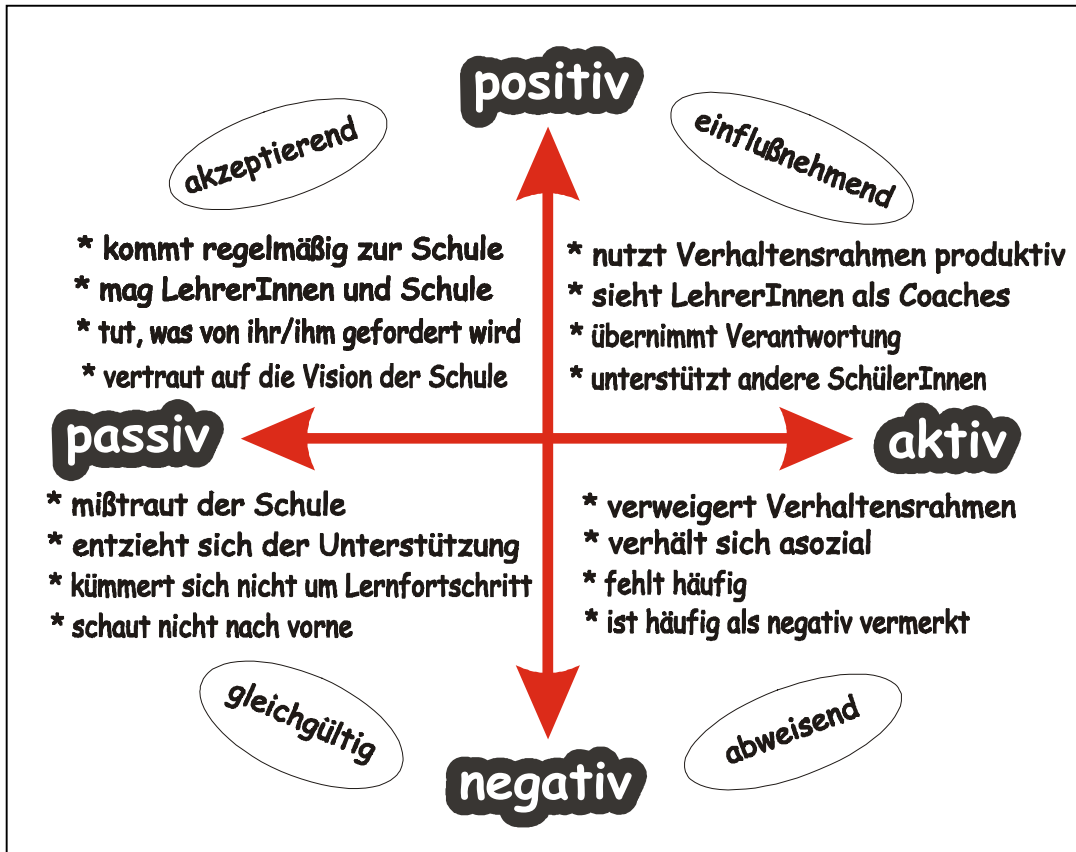 positiv
akzeptierend
einflußnehmend
* kommt regelmäßig zur Schule
* mag LehrerInnen und Schule
* tut, was von ihr/ihm gefordert wird
* vertraut auf die Vision der Schule
* nutzt Verhaltensrahmen produktiv
* sieht LehrerInnen als Coaches
* übernimmt Verantwortung
* unterstützt andere SchülerInnen
passiv
aktiv
* mißtraut der Schule
* entzieht sich der Unterstützung
* kümmert sich nicht um Lernfortschritt
* schaut nicht nach vorne
* verweigert Verhaltensrahmen
* verhält sich asozial
* fehlt häufig
* ist häufig als negativ vermerkt
gleichgültig
abweisend
negativ